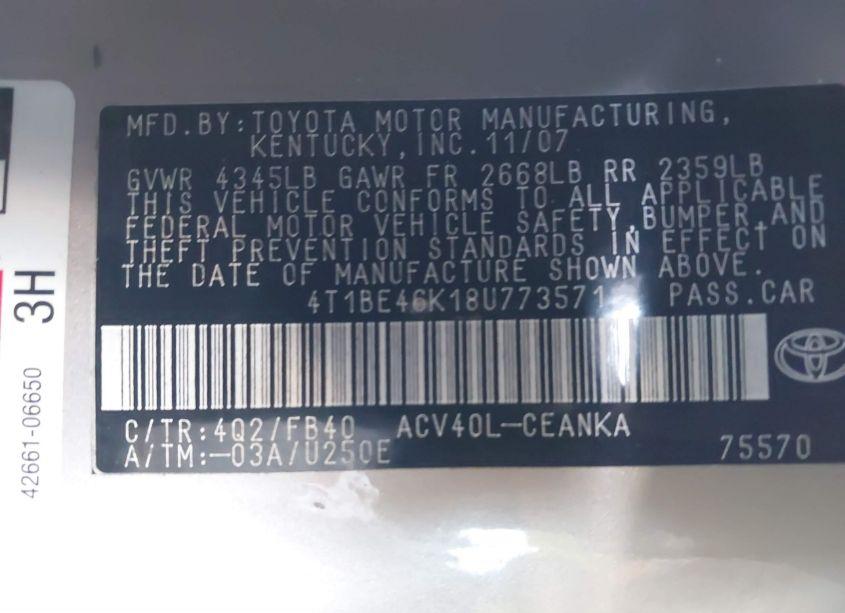 MFD.BY:TOYOTA MOTOR MANUFACTURING,
KENTUCKY,INC.11/07
GVWR 4345LB GAWR FR 2668LB RR 2359LB
THIS VEHICLE CONFORMS TO ALL APPLICABLE
FEDERAL MOTOR VEHICLE SAFETY,BUMPER,AND
THEFT PREVENTION STANDARDS IN EFFECT ON
THE DATE OF MANUFACTURE SHOWN ABOVE.
PASS.CAR
C/TR:4Q2/FB40 ACV40L-CEANKA
A/TM:-03A/U250E 75570
3H
42661-06650